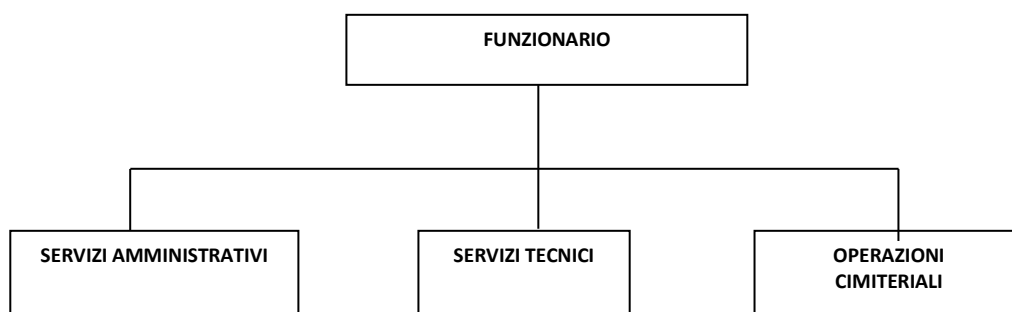 FUNZIONARIO
SERVIZI AMMINISTRATIVI
SERVIZI TECNICI
OPERAZIONI
CIMITERIALI